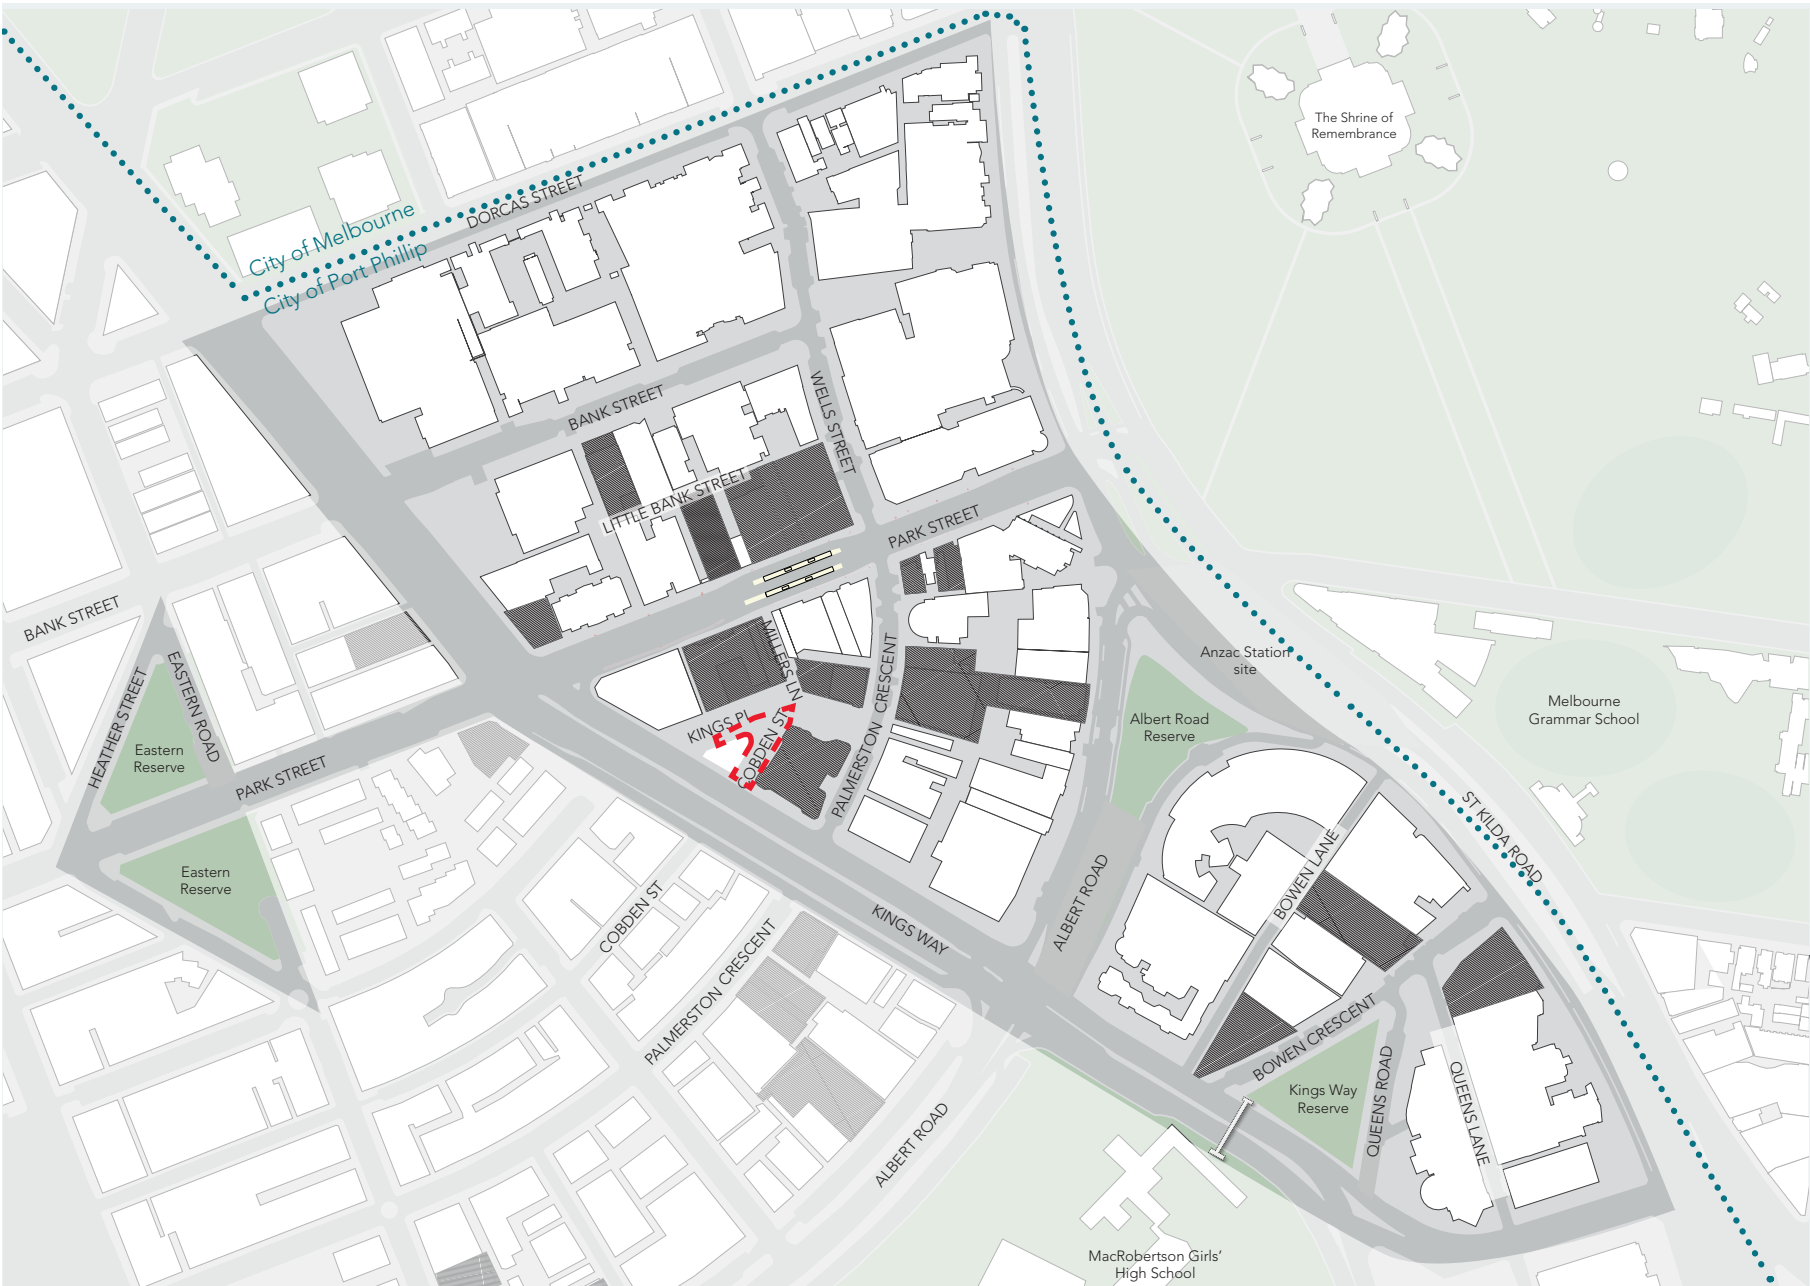 The Shrine of
Remembrance
DORCAS STREET
City of Melbourne
City of Port Phillip
BANK STREET
WELLS STREET
LITTLE BANK STREET
PARK STREET
BANK STREET
HEATHER STREET
EASTERN ROAD
Eastern
Reserve
PARK STREET
Eastern
Reserve
MILLERS LN
KINGS PL
COBDEN ST
PALMERSTON CRESCENT
Anzac Station
site
Albert Road
Reserve
Melbourne
Grammar School
ST KILDA ROAD
COBDEN ST
PALMERSTON CRESCENT
KINGS WAY
ALBERT ROAD
BOWEN LANE
BOWEN CRESCENT
Kings Way
Reserve
QUEENS ROAD
QUEENS LANE
ALBERT ROAD
MacRobertson Girls'
High School